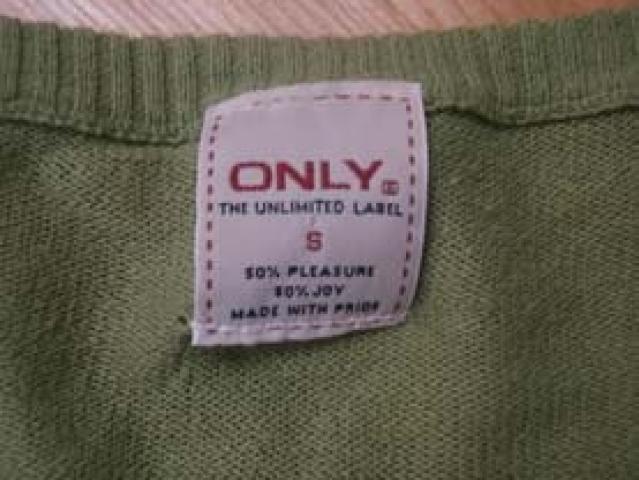 ONLY
THE UNLIMITED LABEL
S
50% PLEASURE
50% JOY
MADE WITH PRIDE